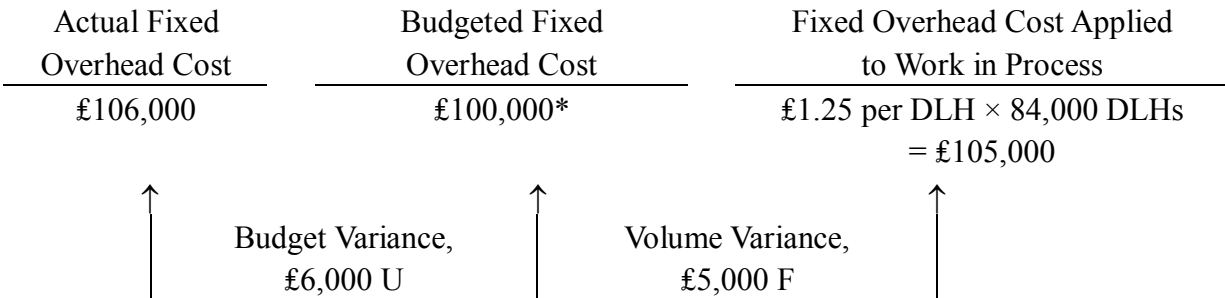 Actual Fixed Budgeted Fixed Fixed Overhead Cost Applied
Overhead Cost Overhead Cost to Work in Process
₤106,000 ₤100,000* ₤1.25 per DLH × 84,000 DLHs
= ₤105,000
↑ ↑ ↑
Budget Variance, Volume Variance,
₤6,000 U ₤5,000 F